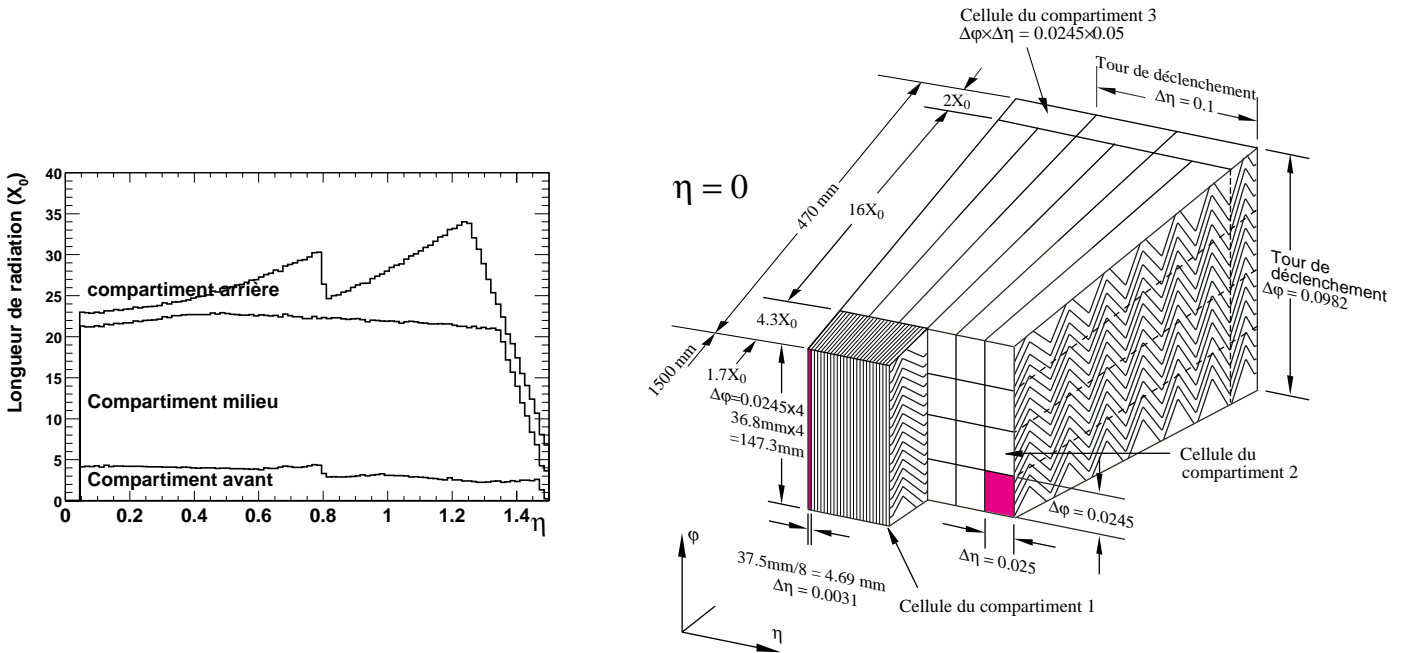 Longueur de radiation (X0)
40
35
30
25
20
15
10
5
0
compartiment arrière
Compartiment milieu
Compartiment avant
0 0.2 0.4 0.6 0.8 1 1.2 1.4 η
Cellule du compartiment 3
Δφ×Δη = 0.0245×0.05
Tour de déclenchement
Δη = 0.1
2X0
470 mm
16X0
η = 0
4.3X0
1500 mm
1.7X0
Δφ=0.0245x4
36.8mmx4
=147.3mm
Tour de
déclenchement
Δφ = 0.0982
Cellule du
compartiment 2
Δφ = 0.0245
Δη = 0.025
37.5mm/8 = 4.69 mm
Δη = 0.0031
Cellule du compartiment 1
φ
η